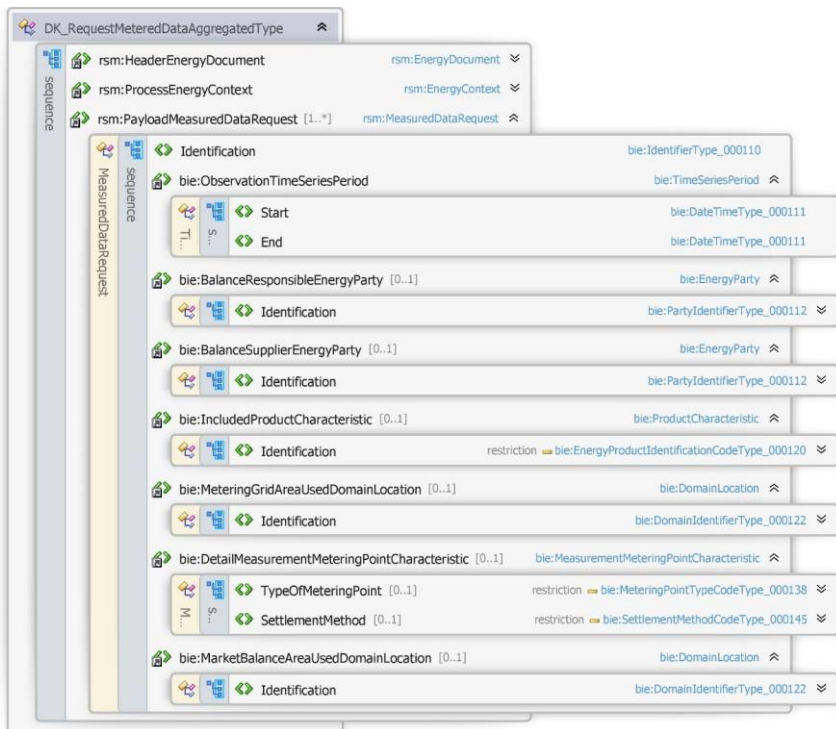 DK_RequestMeteredDataAggregatedType
sequence
rsm:HeaderEnergyDocument rsm:EnergyDocument
rsm:ProcessEnergyContext rsm:EnergyContext
rsm:PayloadMeasuredDataRequest [1..*] rsm:MeasuredDataRequest
MeasuredDataRequest
sequence
Identification bie:IdentifierType_000110
bie:ObservationTimeSeriesPeriod bie:TimeSeriesPeriod
Ti...
S...
Start bie:DateTimeType_000111
End bie:DateTimeType_000111
bie:BalanceResponsibleEnergyParty [0..1] bie:EnergyParty
Identification bie:PartyIdentifierType_000112
bie:BalanceSupplierEnergyParty [0..1] bie:EnergyParty
Identification bie:PartyIdentifierType_000112
bie:IncludedProductCharacteristic [0..1] bie:ProductCharacteristic
Identification restriction bie:EnergyProductIdentificationCodeType_000120
bie:MeteringGridAreaUsedDomainLocation [0..1] bie:DomainLocation
Identification bie:DomainIdentifierType_000122
bie:DetailMeasurementMeteringPointCharacteristic [0..1] bie:MeasurementMeteringPointCharacteristic
M...
S...
TypeOfMeteringPoint [0..1] restriction bie:MeteringPointTypeCodeType_000138
SettlementMethod [0..1] restriction bie:SettlementMethodCodeType_000145
bie:MarketBalanceAreaUsedDomainLocation [0..1] bie:DomainLocation
Identification bie:DomainIdentifierType_000122